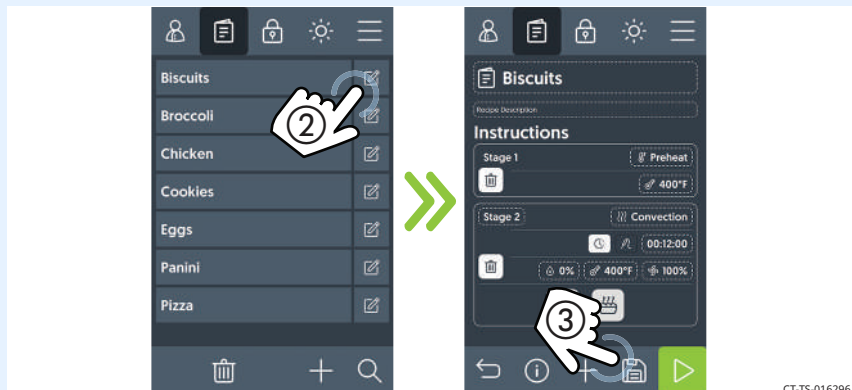 Biscuits
Broccoli
Chicken
Cookies
Eggs
Panini
Pizza
②
Biscuits
Recipe Description
Instructions
Stage 1
Preheat
400°F
Stage 2
Convection
00:12:00
0% 400°F 100%
③
CT-TS-016296